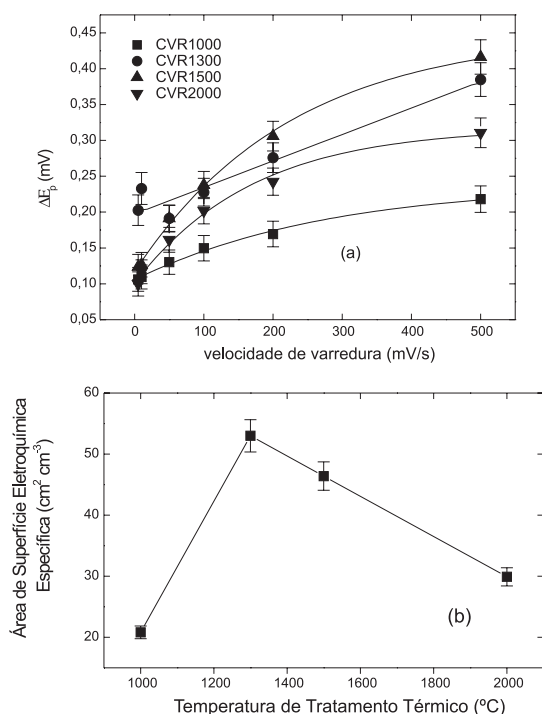 CVR1000
CVR1300
CVR1500
CVR2000
0,45
0,40
0,35
0,30
0,25
0,20
0,15
0,10
0,05
ΔEp (mV)
(a)
0 100 200 300 400 500
velocidade de varredura (mV/s)
60
50
40
30
20
Área de Superfície Eletroquímica
Específica (cm² cm⁻³)
(b)
1000 1200 1400 1600 1800 2000
Temperatura de Tratamento Térmico (ºC)